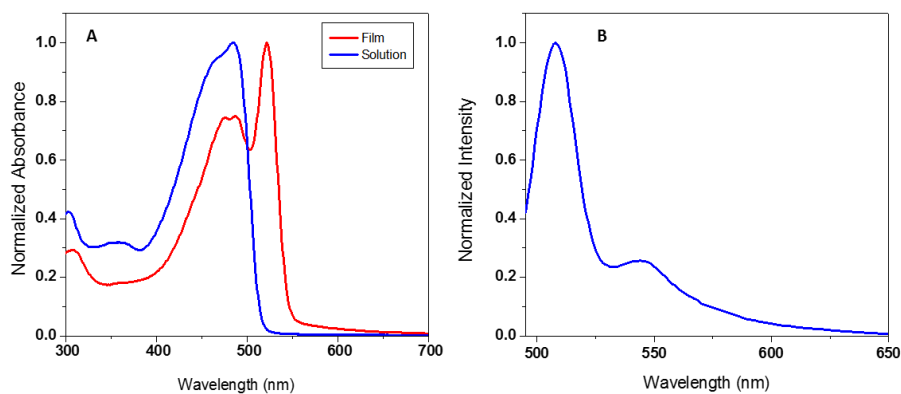 A
Film
Solution
1.0
0.8
0.6
0.4
0.2
0.0
300
400
500
600
700
Normalized Absorbance
Wavelength (nm)
B
1.0
0.8
0.6
0.4
0.2
0.0
500
550
600
650
Normalized Intensity
Wavelength (nm)